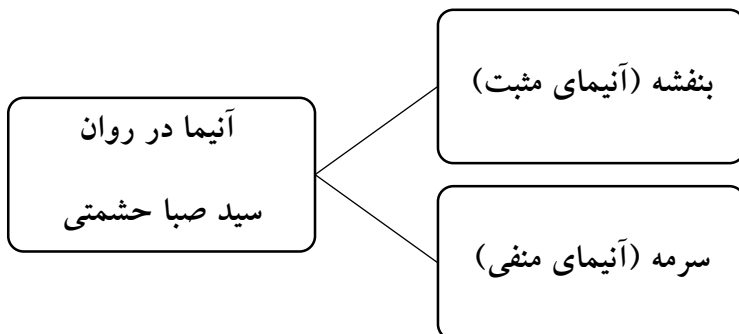 آنیما در روان
سید صبا حشمتی
بنفشه (آنیمای مثبت)
سرمه (آنیمای منفی)